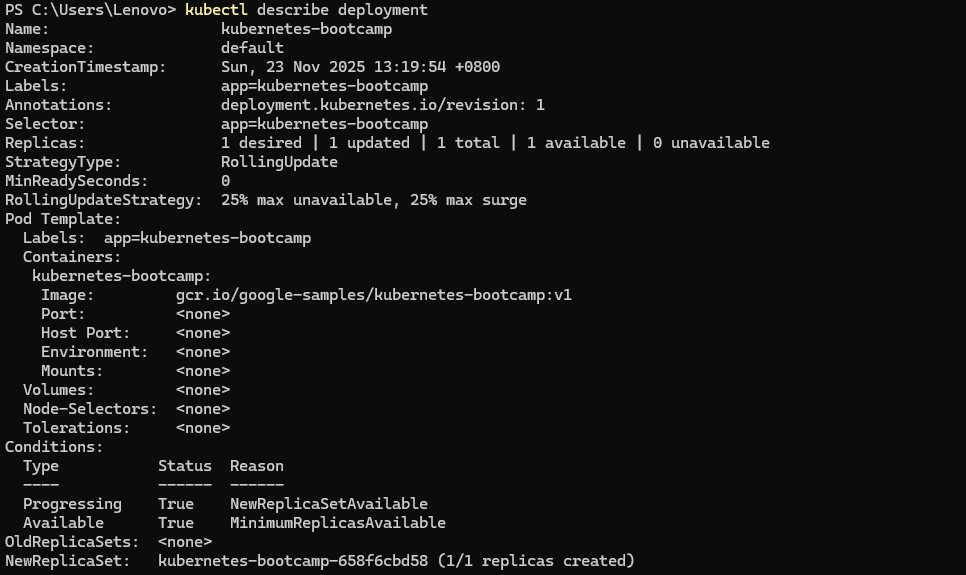 PS C:\Users\Lenovo> kubectl describe deployment
Name:                   kubernetes-bootcamp
Namespace:              default
CreationTimestamp:      Sun, 23 Nov 2025 13:19:54 +0800
Labels:                 app=kubernetes-bootcamp
Annotations:            deployment.kubernetes.io/revision: 1
Selector:               app=kubernetes-bootcamp
Replicas:               1 desired | 1 updated | 1 total | 1 available | 0 unavailable
StrategyType:           RollingUpdate
MinReadySeconds:        0
RollingUpdateStrategy:  25% max unavailable, 25% max surge
Pod Template:
  Labels:  app=kubernetes-bootcamp
  Containers:
   kubernetes-bootcamp:
    Image:         gcr.io/google-samples/kubernetes-bootcamp:v1
    Port:          <none>
    Host Port:     <none>
    Environment:   <none>
    Mounts:        <none>
  Volumes:         <none>
  Node-Selectors:  <none>
  Tolerations:     <none>
Conditions:
  Type           Status  Reason
  ----           ------  ------
  Progressing    True    NewReplicaSetAvailable
  Available      True    MinimumReplicasAvailable
OldReplicaSets:  <none>
NewReplicaSet:   kubernetes-bootcamp-658f6cbd58 (1/1 replicas created)